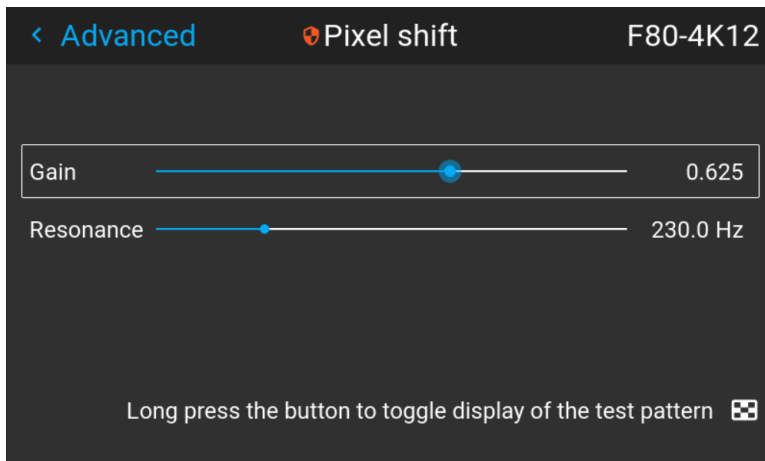 Advanced Pixel shift F80-4K12
Gain 0.625
Resonance 230.0 Hz
Long press the button to toggle display of the test pattern